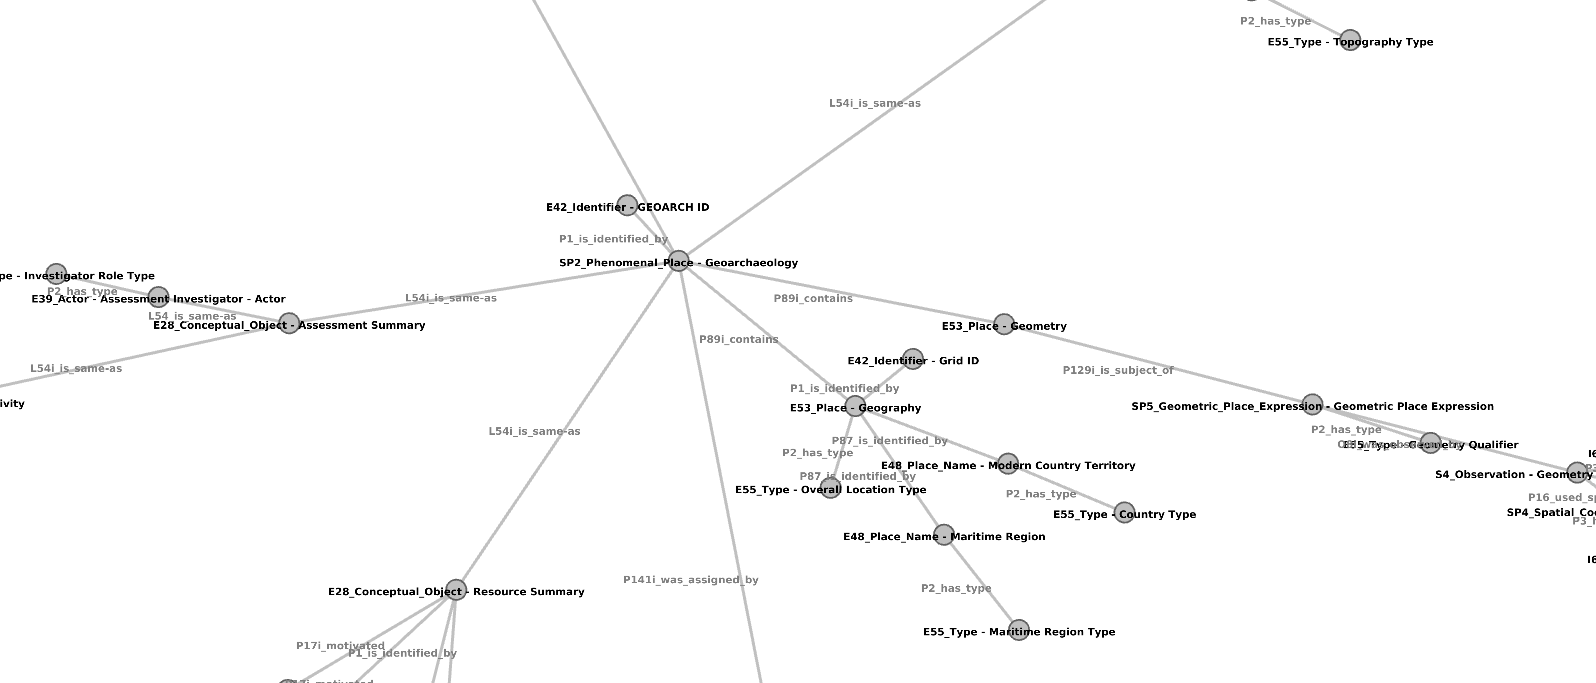 P2_has_type
E55_Type - Topography Type
L54i_is_same-as
E42_Identifier - GEOARCH ID
P1_is_identified_by
SP2_Phenomenal_Place - Geoarchaeology
pe - Investigator Role Type
P2_has_type
E39_Actor - Assessment Investigator - Actor
L54i_is_same-as
P89i_contains
L54_is_same-as
E28_Conceptual_Object - Assessment Summary
E53_Place - Geometry
P89i_contains
E42_Identifier - Grid ID
L54i_is_same-as
P129i_is_subject_of
P1_is_identified_by
ivity
E53_Place - Geography
SP5_Geometric_Place_Expression - Geometric Place Expression
L54i_is_same-as
P2_has_type
P87_is_identified_by
E55_Type - Geometry Qualifier
P2_has_type
E48_Place_Name - Modern Country Territory
P87_is_identified_by
S4_Observation - Geometry
E55_Type - Overall Location Type
P2_has_type
P16_used_sp
E55_Type - Country Type
SP4_Spatial_Coo
P3_h
E48_Place_Name - Maritime Region
I6
P141i_was_assigned_by
P2_has_type
E28_Conceptual_Object - Resource Summary
E55_Type - Maritime Region Type
P17i_motivated
P1_is_identified_by